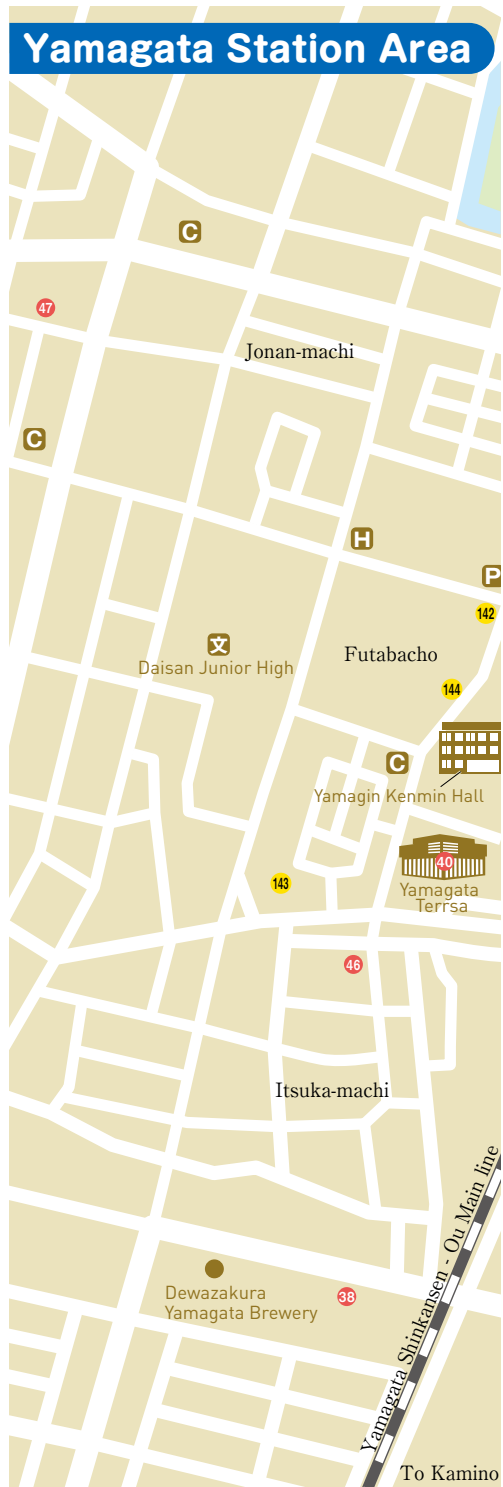 Yamagata Station Area
C
47
Jonan-machi
C
H
P
142
文
Daisan Junior High
Futabacho
144
C
Yamagin Kenmin Hall
40
Yamagata
Terrsa
143
46
Itsuka-machi
Yamagata Shinkansen - Ou Main line
Dewazakura
Yamagata Brewery
38
To Kamino